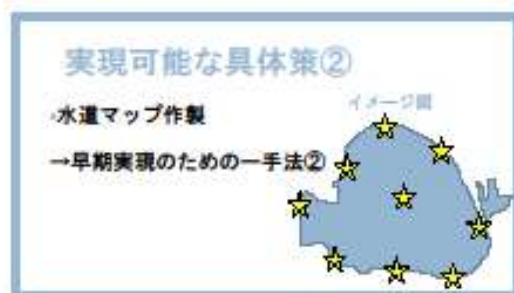 実現可能な具体策②
イメージ図
・水道マップ作製
→早期実現のための一手法②